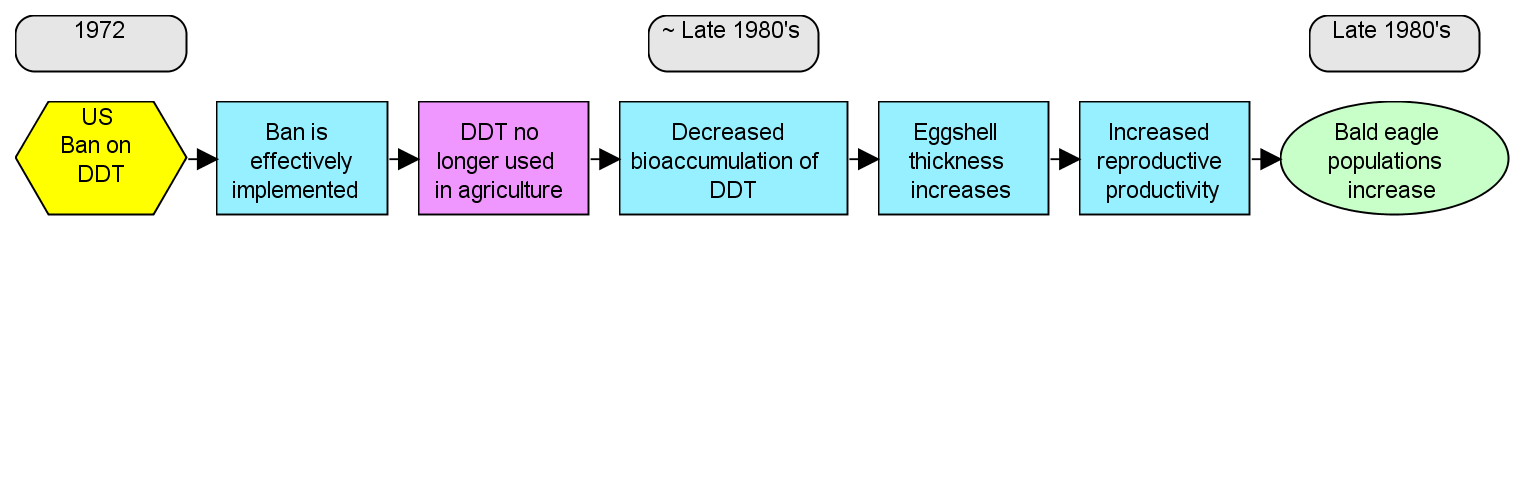 1972
~ Late 1980's
Late 1980's
US
Ban on
DDT
Ban is
effectively
implemented
DDT no
longer used
in agriculture
Decreased
bioaccumulation of
DDT
Eggshell
thickness
increases
Increased
reproductive
productivity
Bald eagle
populations
increase